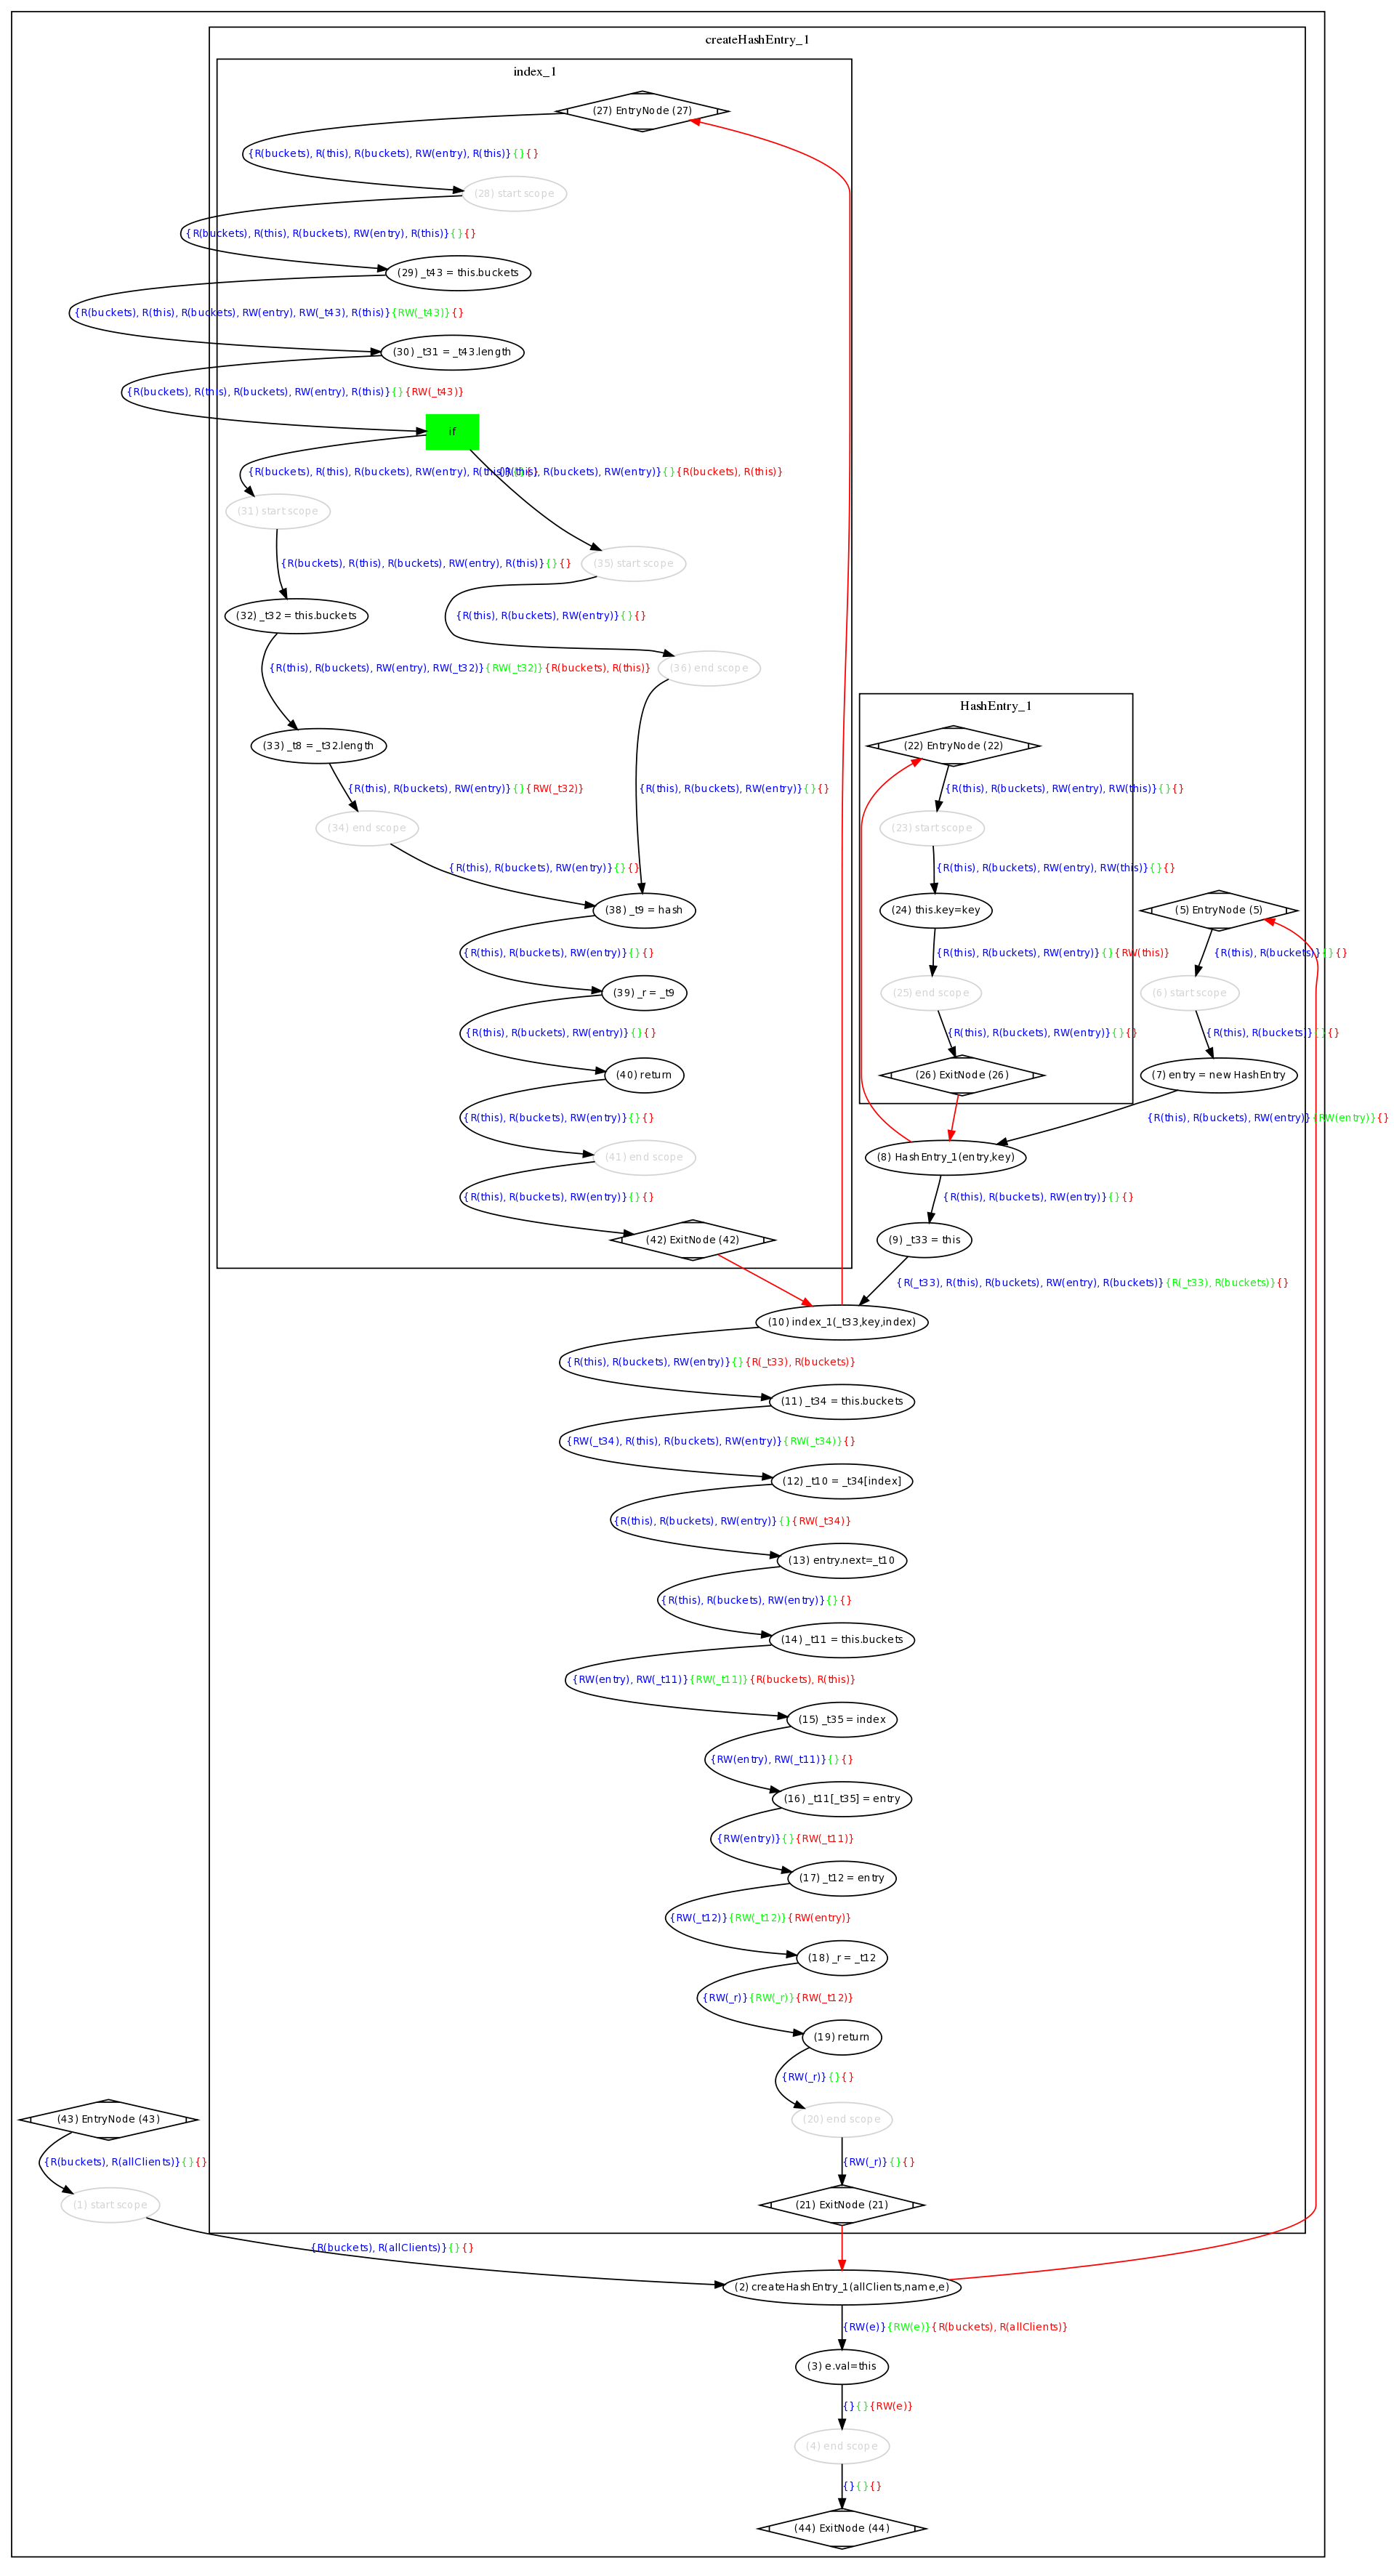 createHashEntry_1
index_1
(27) EntryNode (27)
{R(buckets), R(this), R(buckets), RW(entry), R(this)}{}{}
(28) start scope
{R(buckets), R(this), R(buckets), RW(entry), R(this)}{}{}
(29) _t43 = this.buckets
{R(buckets), R(this), R(buckets), RW(entry), RW(_t43), R(this)}{RW(_t43)}{}
(30) _t31 = _t43.length
{R(buckets), R(this), R(buckets), RW(entry), R(this)}{}{RW(_t43)}
if
{R(buckets), R(this), R(buckets), RW(entry), R(this)}{}{}
{R(this), R(buckets), RW(entry)}{}{R(buckets), R(this)}
(31) start scope
(35) start scope
{R(buckets), R(this), R(buckets), RW(entry), R(this)}{}{}
(32) _t32 = this.buckets
{R(this), R(buckets), RW(entry)}{}{}
{R(this), R(buckets), RW(entry), RW(_t32)}{RW(_t32)}{R(buckets), R(this)}
(36) end scope
(33) _t8 = _t32.length
{R(this), R(buckets), RW(entry)}{}{RW(_t32)}
{R(this), R(buckets), RW(entry)}{}{}
(34) end scope
{R(this), R(buckets), RW(entry)}{}{}
(38) _t9 = hash
{R(this), R(buckets), RW(entry)}{}{}
(39) _r = _t9
{R(this), R(buckets), RW(entry)}{}{}
(40) return
{R(this), R(buckets), RW(entry)}{}{}
(41) end scope
{R(this), R(buckets), RW(entry)}{}{}
(42) ExitNode (42)
HashEntry_1
(22) EntryNode (22)
{R(this), R(buckets), RW(entry), RW(this)}{}{}
(23) start scope
{R(this), R(buckets), RW(entry), RW(this)}{}{}
(24) this.key=key
{R(this), R(buckets), RW(entry)}{}{RW(this)}
(25) end scope
{R(this), R(buckets), RW(entry)}{}{}
(26) ExitNode (26)
(5) EntryNode (5)
{R(this), R(buckets)}{}{}
(6) start scope
{R(this), R(buckets)}{}{}
(7) entry = new HashEntry
{R(this), R(buckets), RW(entry)}{RW(entry)}{}
(8) HashEntry_1(entry,key)
{R(this), R(buckets), RW(entry)}{}{}
(9) _t33 = this
{R(_t33), R(this), R(buckets), RW(entry), R(buckets)}{R(_t33), R(buckets)}{}
(10) index_1(_t33,key,index)
{R(this), R(buckets), RW(entry)}{}{R(_t33), R(buckets)}
(11) _t34 = this.buckets
{RW(_t34), R(this), R(buckets), RW(entry)}{RW(_t34)}{}
(12) _t10 = _t34[index]
{R(this), R(buckets), RW(entry)}{}{RW(_t34)}
(13) entry.next=_t10
{R(this), R(buckets), RW(entry)}{}{}
(14) _t11 = this.buckets
{RW(entry), RW(_t11)}{RW(_t11)}{R(buckets), R(this)}
(15) _t35 = index
{RW(entry), RW(_t11)}{}{}
(16) _t11[_t35] = entry
{RW(entry)}{}{RW(_t11)}
(17) _t12 = entry
{RW(_t12)}{RW(_t12)}{RW(entry)}
(18) _r = _t12
{RW(_r)}{RW(_r)}{RW(_t12)}
(19) return
{RW(_r)}{}{}
(20) end scope
{RW(_r)}{}{}
(21) ExitNode (21)
(43) EntryNode (43)
{R(buckets), R(allClients)}{}{}
(1) start scope
{R(buckets), R(allClients)}{}{}
(2) createHashEntry_1(allClients,name,e)
{RW(e)}{RW(e)}{R(buckets), R(allClients)}
(3) e.val=this
{}{}{RW(e)}
(4) end scope
{}{}{}
(44) ExitNode (44)